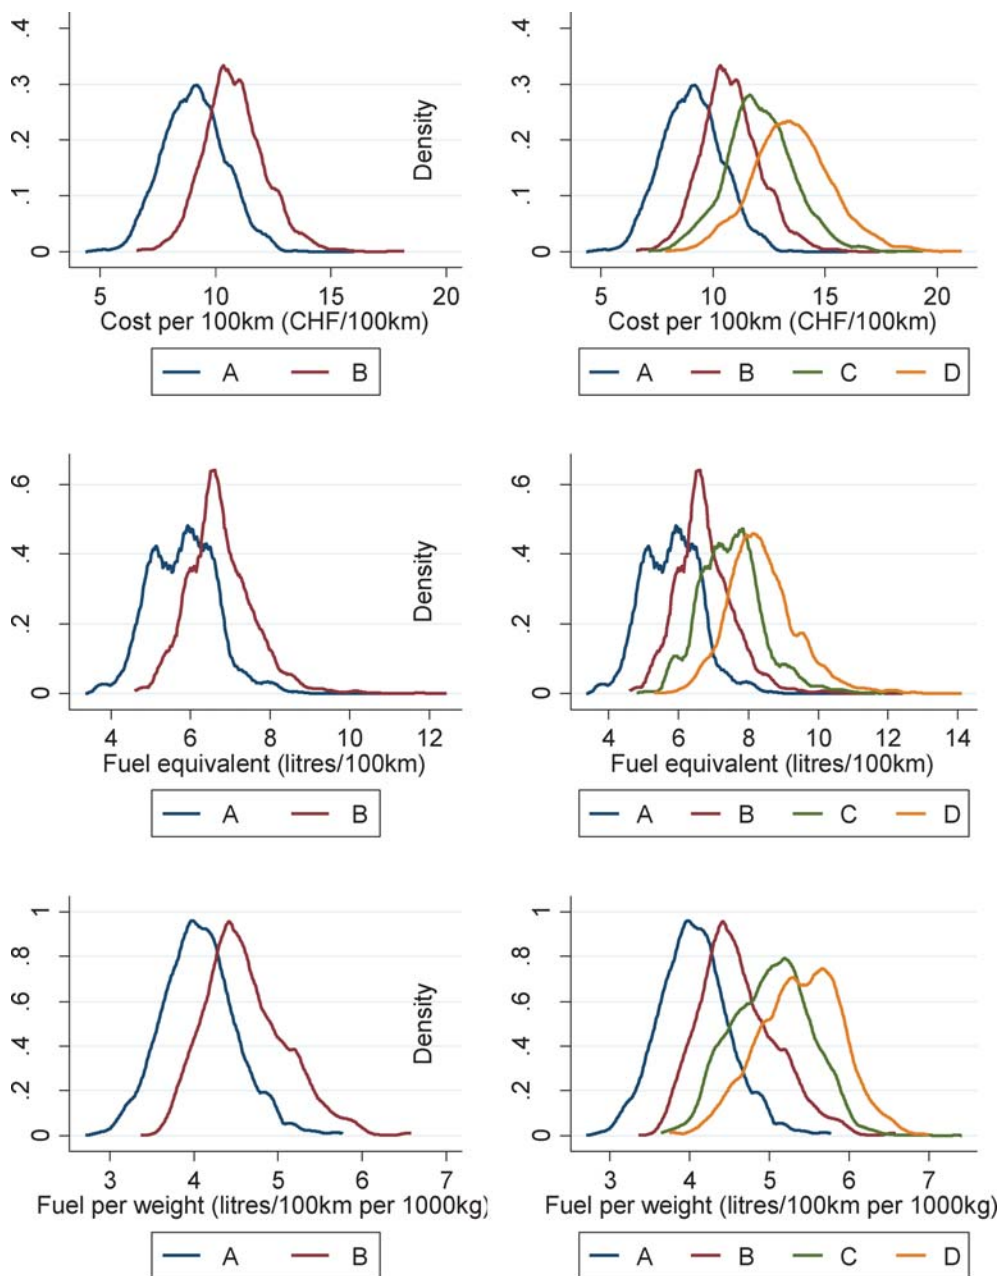 0 .1 .2 .3 .4
5 10 15 20
Cost per 100km (CHF/100km)
A B
Density
0 .1 .2 .3 .4
5 10 15 20
Cost per 100km (CHF/100km)
A B C D
0 .2 .4 .6
4 6 8 10 12
Fuel equivalent (litres/100km)
A B
Density
0 .2 .4 .6
4 6 8 10 12 14
Fuel equivalent (litres/100km)
A B C D
0 .2 .4 .6 .8 1
3 4 5 6 7
Fuel per weight (litres/100km per 1000kg)
A B
Density
0 .2 .4 .6 .8 1
3 4 5 6 7
Fuel per weight (litres/100km per 1000kg)
A B C D